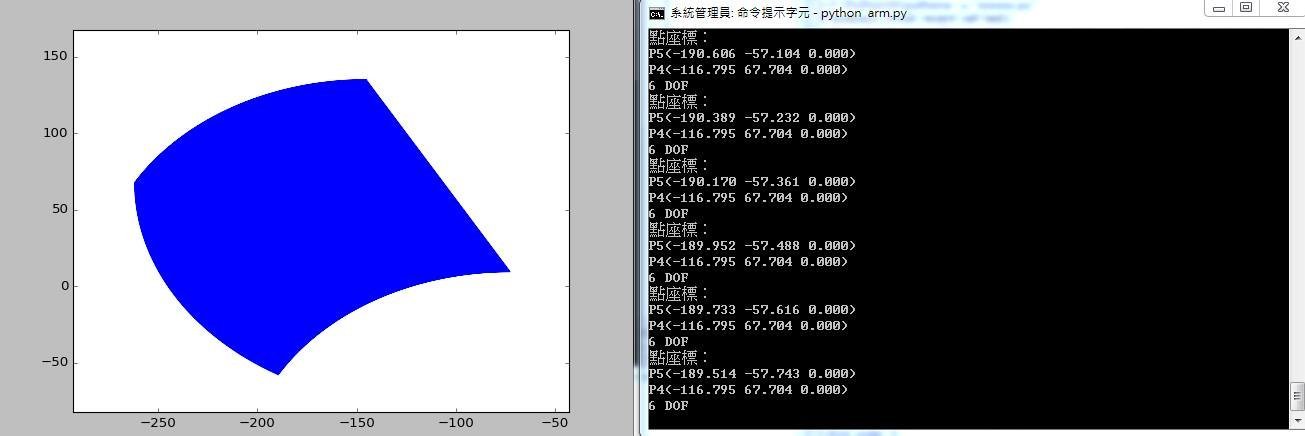 150
100
50
0
−50
−250
−200
−150
−100
−50
系統管理員: 命令提示字元 - python arm.py
點座標：
P5<-190.606 -57.104 0.000>
P4<-116.795 67.704 0.000>
6 DOF
點座標：
P5<-190.389 -57.232 0.000>
P4<-116.795 67.704 0.000>
6 DOF
點座標：
P5<-190.170 -57.361 0.000>
P4<-116.795 67.704 0.000>
6 DOF
點座標：
P5<-189.952 -57.488 0.000>
P4<-116.795 67.704 0.000>
6 DOF
點座標：
P5<-189.733 -57.616 0.000>
P4<-116.795 67.704 0.000>
6 DOF
點座標：
P5<-189.514 -57.743 0.000>
P4<-116.795 67.704 0.000>
6 DOF